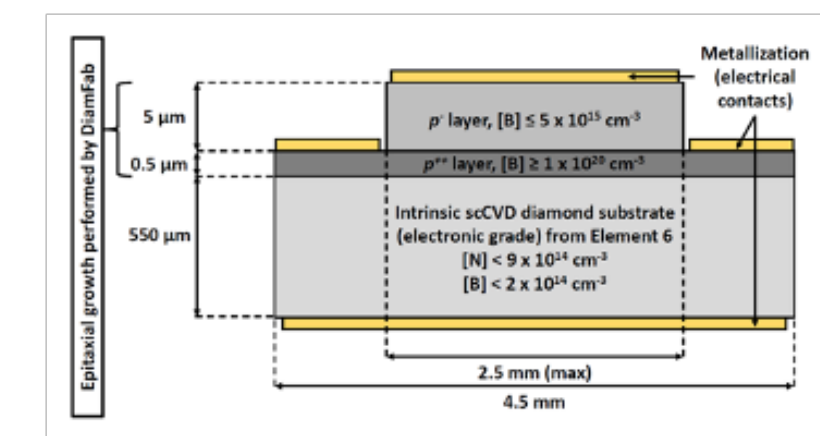 Epitaxial growth performed by DiamFab
Metallization
(electrical
contacts)
5 µm
p- layer, [B] ≤ 5 x 10¹⁵ cm⁻³
0.5 µm
p++ layer, [B] ≥ 1 x 10²⁰ cm⁻³
550 µm
Intrinsic scCVD diamond substrate
(electronic grade) from Element 6
[N] < 9 x 10¹⁴ cm⁻³
[B] < 2 x 10¹⁴ cm⁻³
2.5 mm (max)
4.5 mm